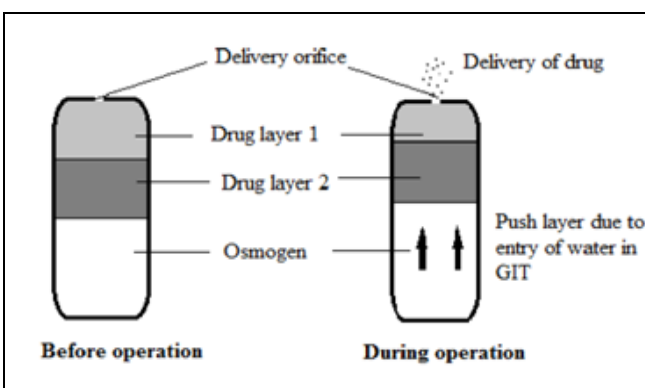 Delivery orifice
Delivery of drug
Drug layer 1
Drug layer 2
Osmogen
Push layer due to
entry of water in
GIT
Before operation
During operation